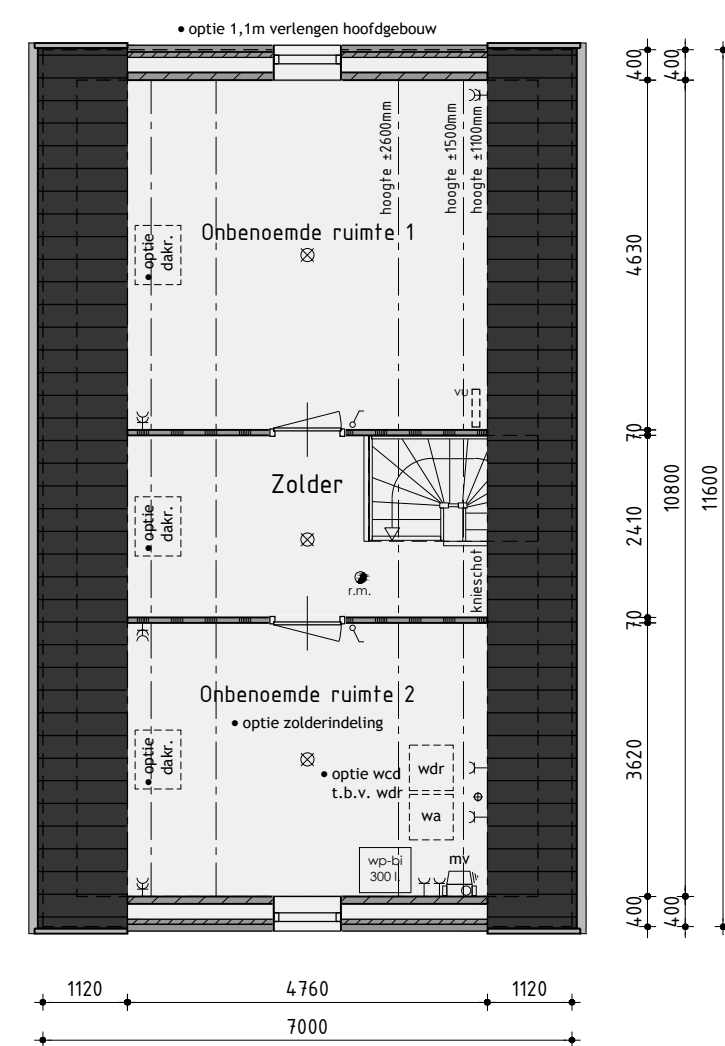 • optie 1,1m verlengen hoofdgebouw
400
400
hoogte ±2600mm
hoogte ±1500mm
hoogte ±1100mm
Onbenoemde ruimte 1
• optie
dakr.
4630
vu
70
Zolder
• optie
dakr.
2410
10800
11600
r.m.
knieschot
70
Onbenoemde ruimte 2
• optie zolderindeling
• optie
dakr.
• optie wcd
t.b.v. wdr
wdr
wa
3620
wp-bi
300 l.
mv
400
400
1120
4760
1120
7000